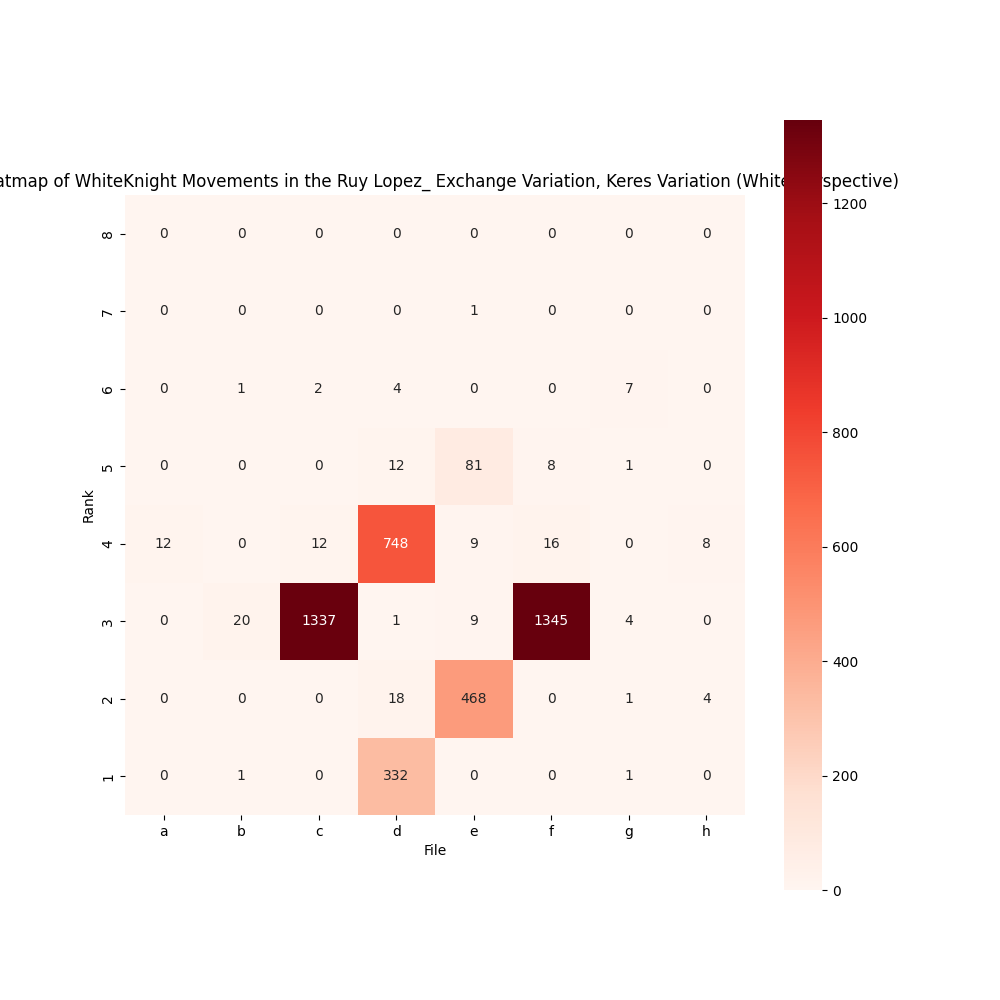 atmap of WhiteKnight Movements in the Ruy Lopez_ Exchange Variation, Keres Variation (White spective)
1200
8 0 0 0 0 0 0 0 0
7 0 0 0 0 1 0 0 0
1000
6 0 1 2 4 0 0 7 0
800
5 0 0 0 12 81 8 1 0
Rank
600
4 12 0 12 748 9 16 0 8
3 0 20 1337 1 9 1345 4 0
400
2 0 0 0 18 468 0 1 4
200
1 0 1 0 332 0 0 1 0
a b c d e f g h
File
0